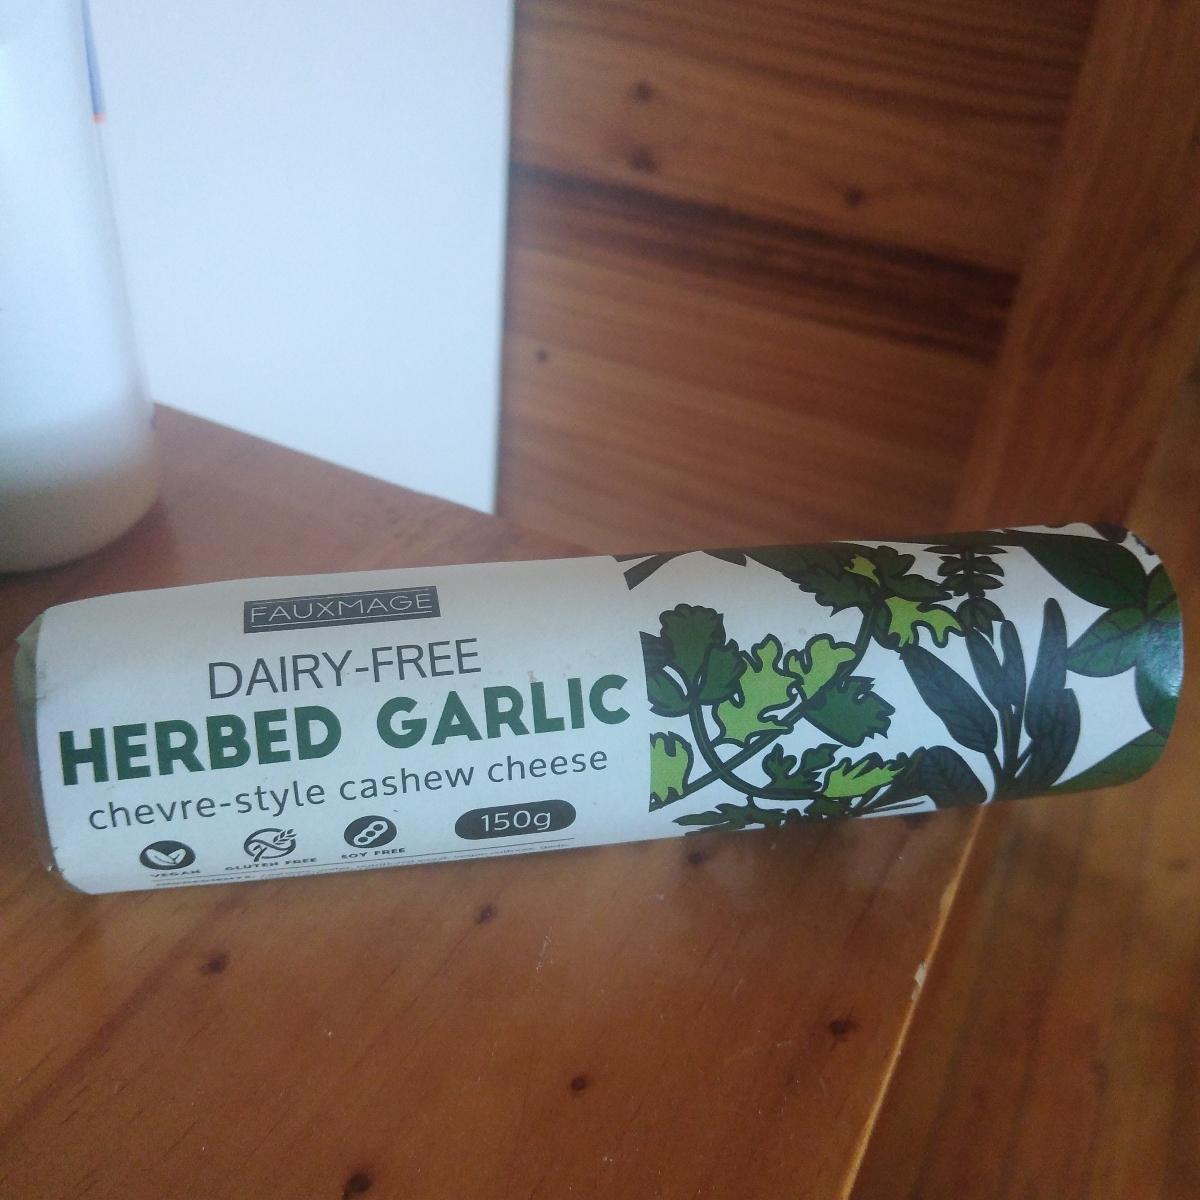 FAUXMAGE
DAIRY-FREE
HERBED GARLIC
chevre-style cashew cheese
VEGAN GLUTEN FREE SOY FREE 150g